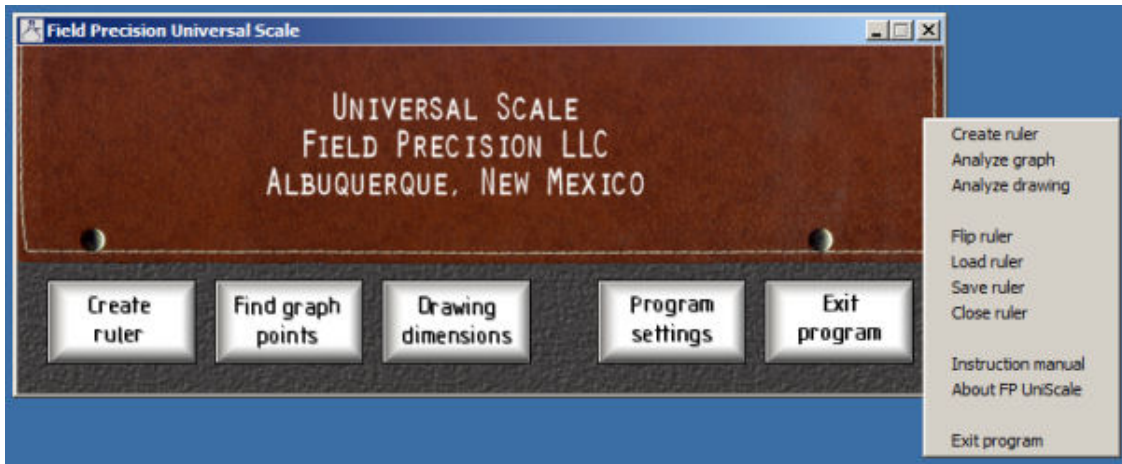 Field Precision Universal Scale
UNIVERSAL SCALE
FIELD PRECISION LLC
ALBUQUERQUE, NEW MEXICO
Create
ruler
Find graph
points
Drawing
dimensions
Program
settings
Exit
program
Create ruler
Analyze graph
Analyze drawing
Flip ruler
Load ruler
Save ruler
Close ruler
Instruction manual
About FP UniScale
Exit program